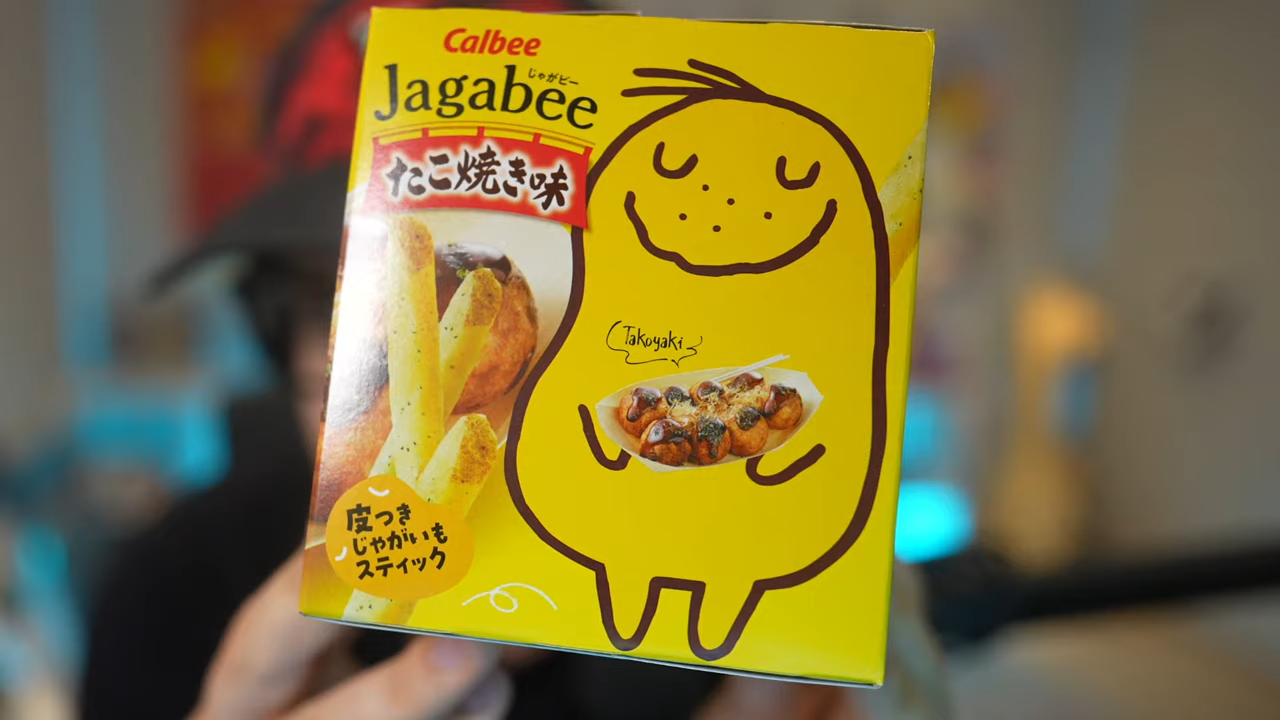 Calbee
じゃがビー
Jagabee
たこ焼き味
Takoyaki
皮つき
じゃがいも
スティック